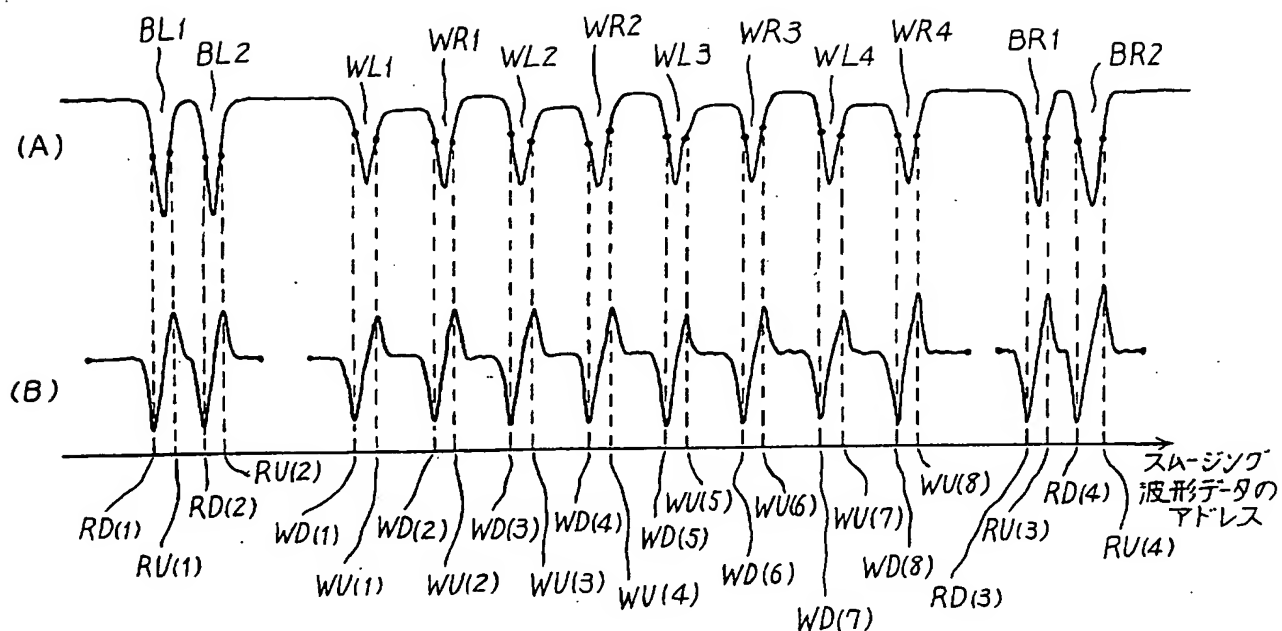 BL1
BL2
WL1
WR1
WL2
WR2
WL3
WR3
WL4
WR4
BR1
BR2
(A)
(B)
RD(1)
RU(1)
RD(2)
RU(2)
WD(1)
WU(1)
WD(2)
WU(2)
WD(3)
WU(3)
WD(4)
WU(4)
WD(5)
WU(5)
WD(6)
WU(6)
WD(7)
WU(7)
WD(8)
WU(8)
RD(3)
RU(3)
RD(4)
RU(4)
スムージング
波形データの
アドレス